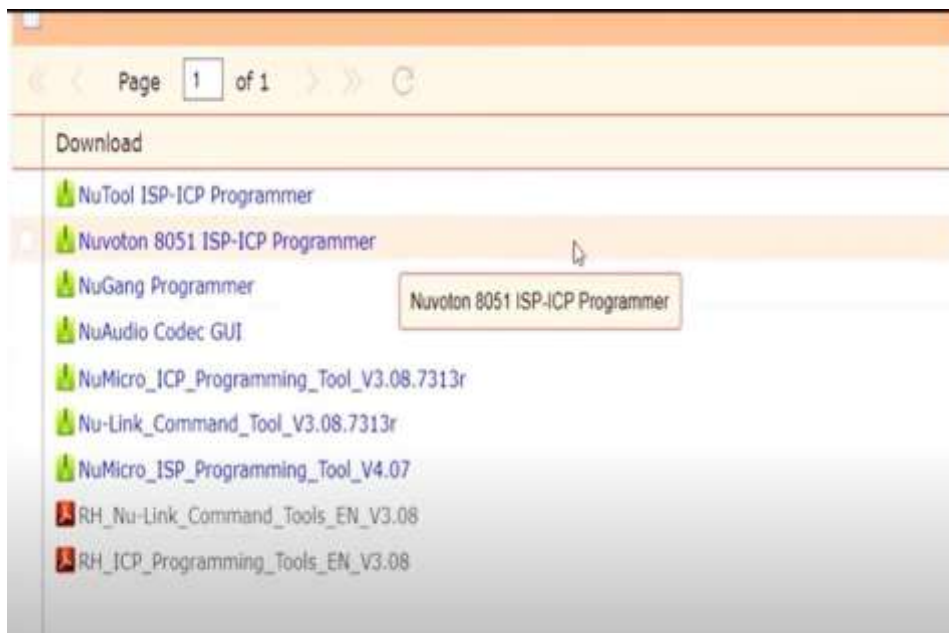 Page 1 of 1
Download
NuTool ISP-ICP Programmer
Nuvoton 8051 ISP-ICP Programmer
NuGang Programmer
Nuvoton 8051 ISP-ICP Programmer
NuAudio Codec GUI
NuMicro_ICP_Programming_Tool_V3.08.7313r
Nu-Link_Command_Tool_V3.08.7313r
NuMicro_ISP_Programming_Tool_V4.07
RH_Nu-Link_Command_Tools_EN_V3.08
RH_ICP_Programming_Tools_EN_V3.08